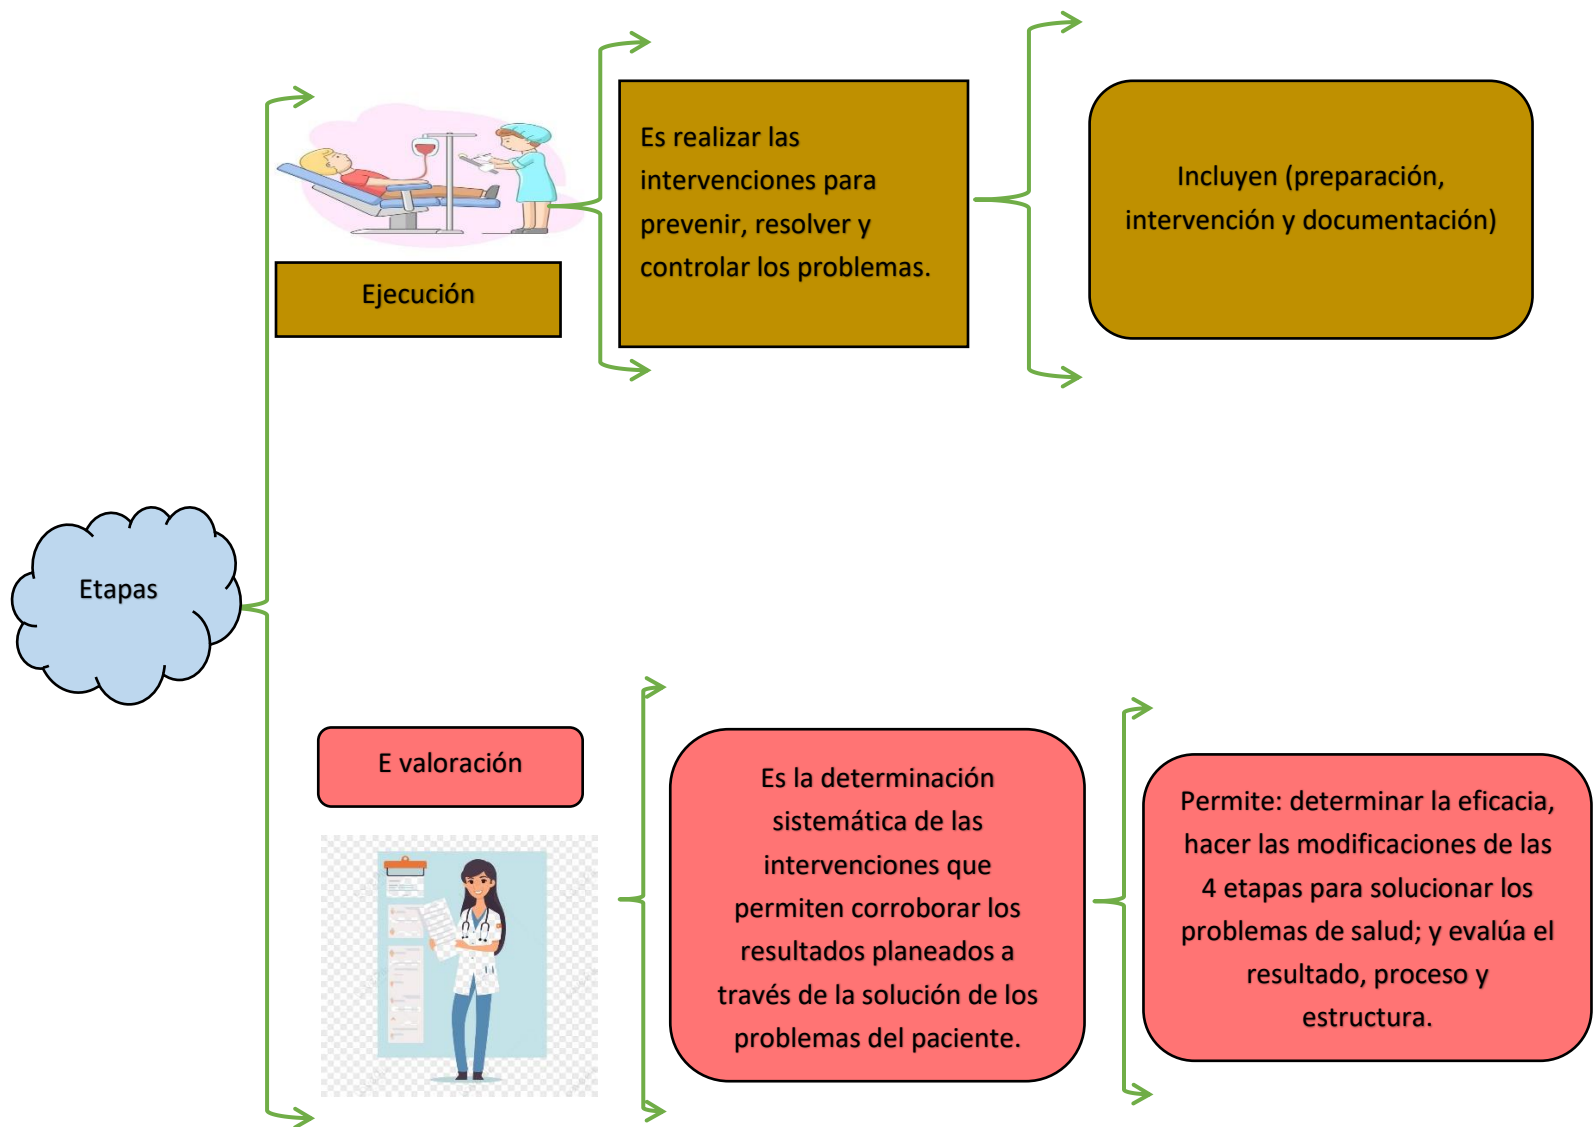 Es realizar las
intervenciones para
prevenir, resolver y
controlar los problemas.
Incluyen (preparación,
intervención y documentación)
Ejecución
Etapas
E valoración
Es la determinación
sistemática de las
intervenciones que
permiten corroborar los
resultados planeados a
través de la solución de los
problemas del paciente.
Permite: determinar la eficacia,
hacer las modificaciones de las
4 etapas para solucionar los
problemas de salud; y evalúa el
resultado, proceso y
estructura.